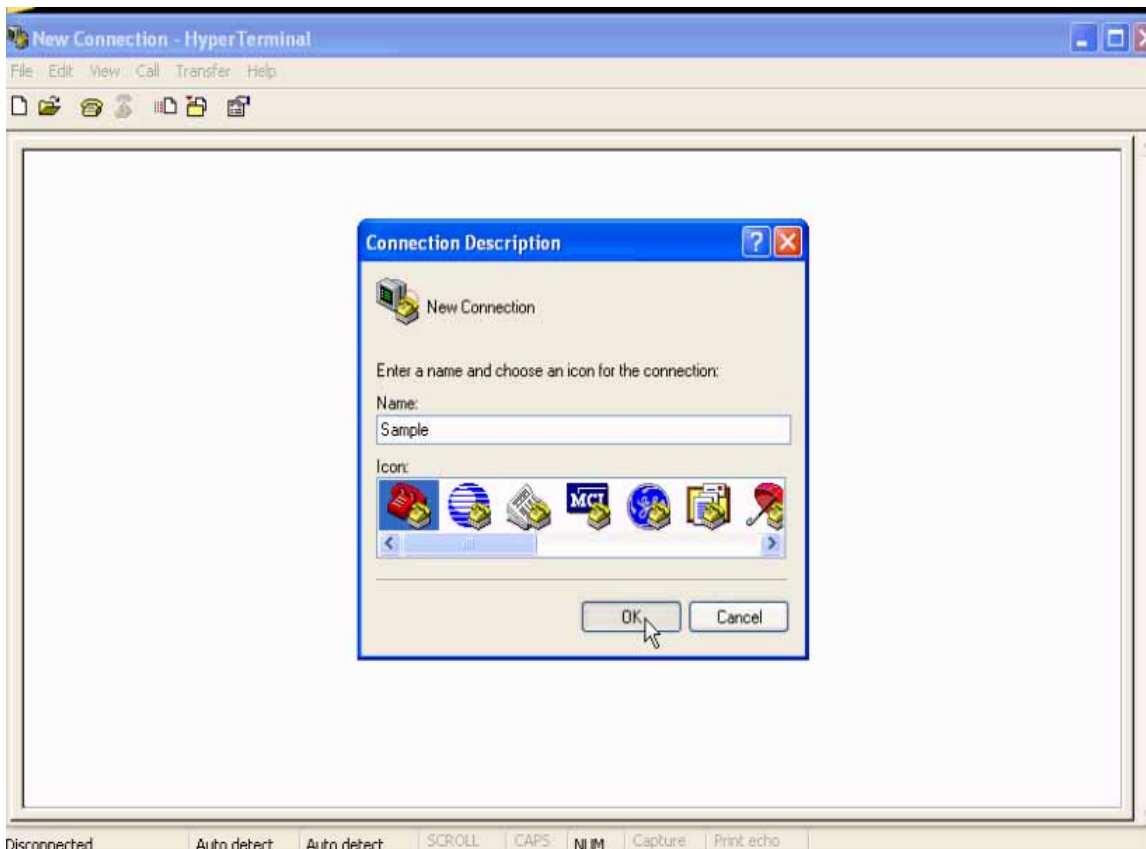 New Connection - HyperTerminal
File Edit View Call Transfer Help
Connection Description
New Connection
Enter a name and choose an icon for the connection:
Name:
Sample
Icon:
MCI
OK Cancel
Disconnected Auto detect Auto detect SCROLL CAPS NUM Capture Print echo